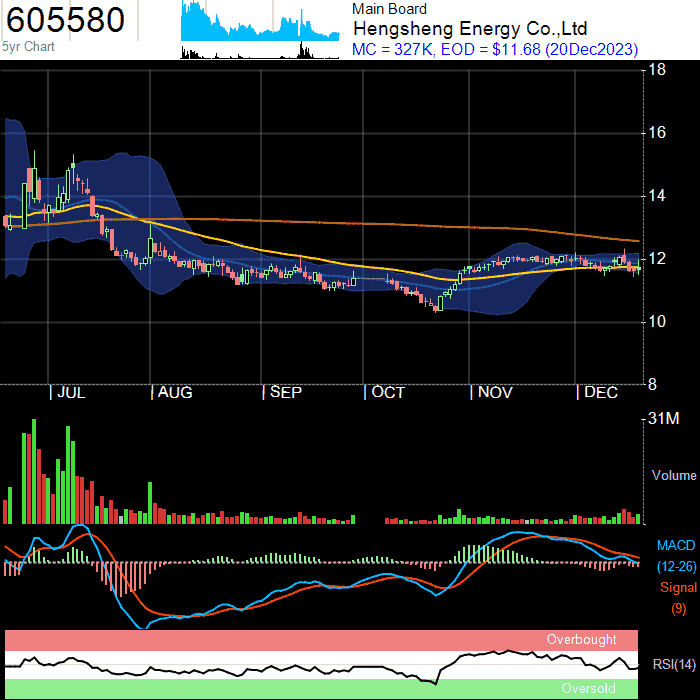 605580
5yr Chart
Main Board
Hengsheng Energy Co.,Ltd
MC = 327K, EOD = $11.68 (20Dec2023)
18
16
14
12
10
8
| JUL | AUG | SEP | OCT | NOV | DEC
31M
Volume
MACD
(12-26)
Signal
(9)
Overbought
RSI(14)
Oversold